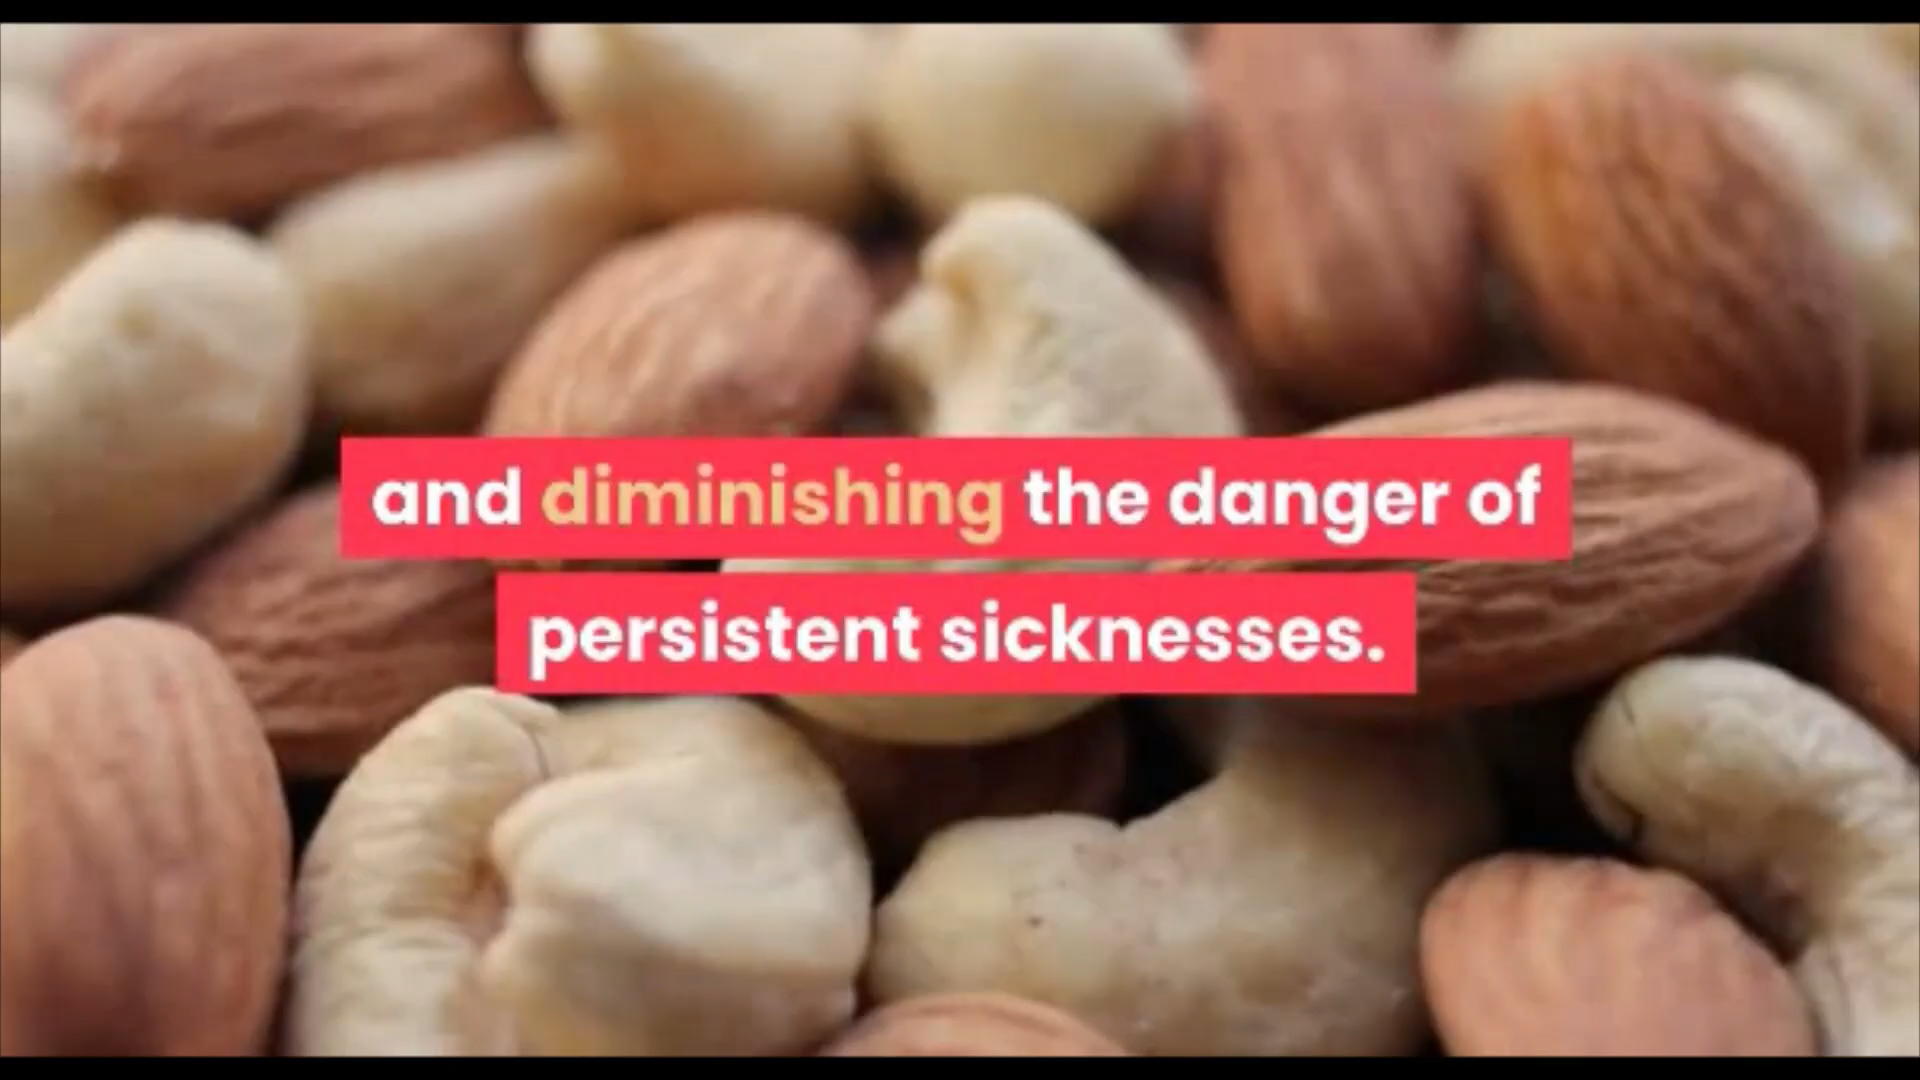 and diminishing the danger of
persistent sicknesses.